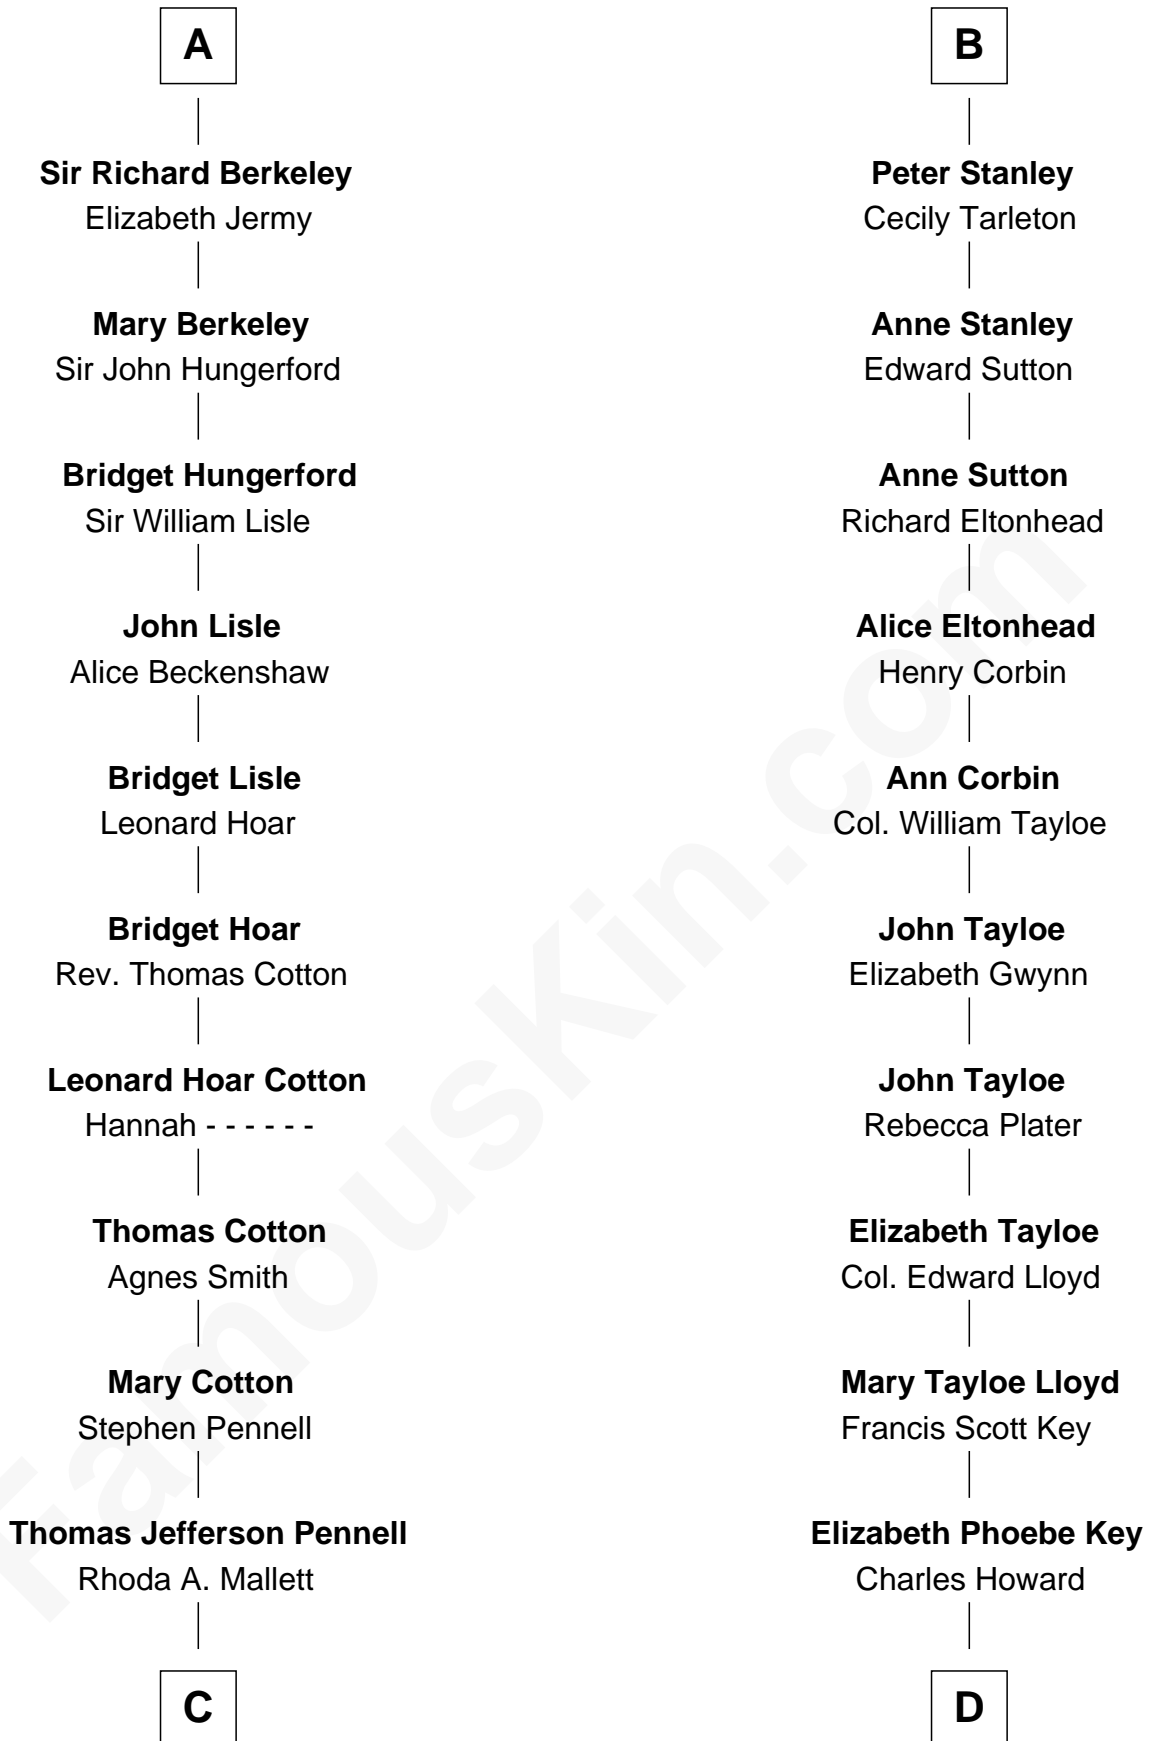 A
Sir Richard Berkeley
Elizabeth Jermy
Mary Berkeley
Sir John Hungerford
Bridget Hungerford
Sir William Lisle
John Lisle
Alice Beckenshaw
Bridget Lisle
Leonard Hoar
Bridget Hoar
Rev. Thomas Cotton
Leonard Hoar Cotton
Hannah - - - - - -
Thomas Cotton
Agnes Smith
Mary Cotton
Stephen Pennell
Thomas Jefferson Pennell
Rhoda A. Mallett
C
B
Peter Stanley
Cecily Tarleton
Anne Stanley
Edward Sutton
Anne Sutton
Richard Eltonhead
Alice Eltonhead
Henry Corbin
Ann Corbin
Col. William Tayloe
John Tayloe
Elizabeth Gwynn
John Tayloe
Rebecca Plater
Elizabeth Tayloe
Col. Edward Lloyd
Mary Tayloe Lloyd
Francis Scott Key
Elizabeth Phoebe Key
Charles Howard
D
FamousKin.com